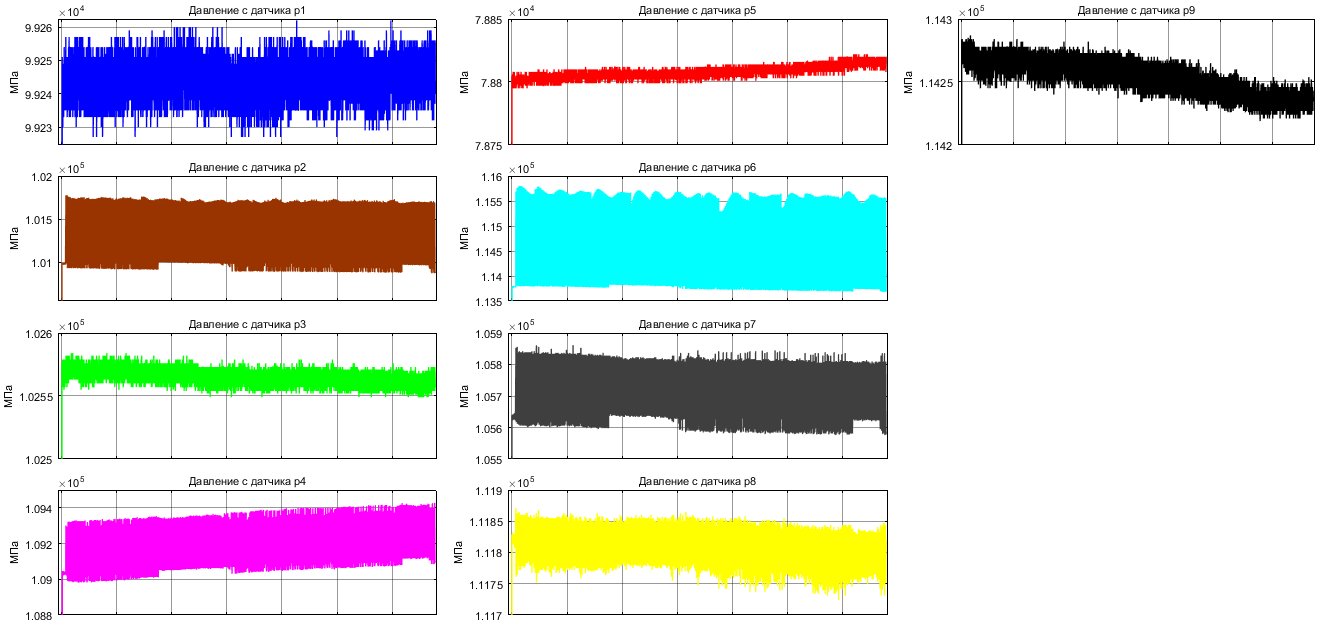 ×10⁴
Давление с датчика p1
9.926
9.925
9.924
9.923
МПа
×10⁵
Давление с датчика p2
1.02
1.015
1.01
МПа
×10⁵
Давление с датчика p3
1.026
1.0255
1.025
МПа
×10⁵
Давление с датчика p4
1.094
1.092
1.09
1.088
МПа
×10⁴
Давление с датчика p5
7.885
7.88
7.875
МПа
×10⁵
Давление с датчика p6
1.16
1.155
1.15
1.145
1.14
1.135
МПа
×10⁵
Давление с датчика p7
1.059
1.058
1.057
1.056
1.055
МПа
×10⁵
Давление с датчика p8
1.119
1.1185
1.118
1.1175
1.117
МПа
×10⁵
Давление с датчика p9
1.143
1.1425
1.142
МПа